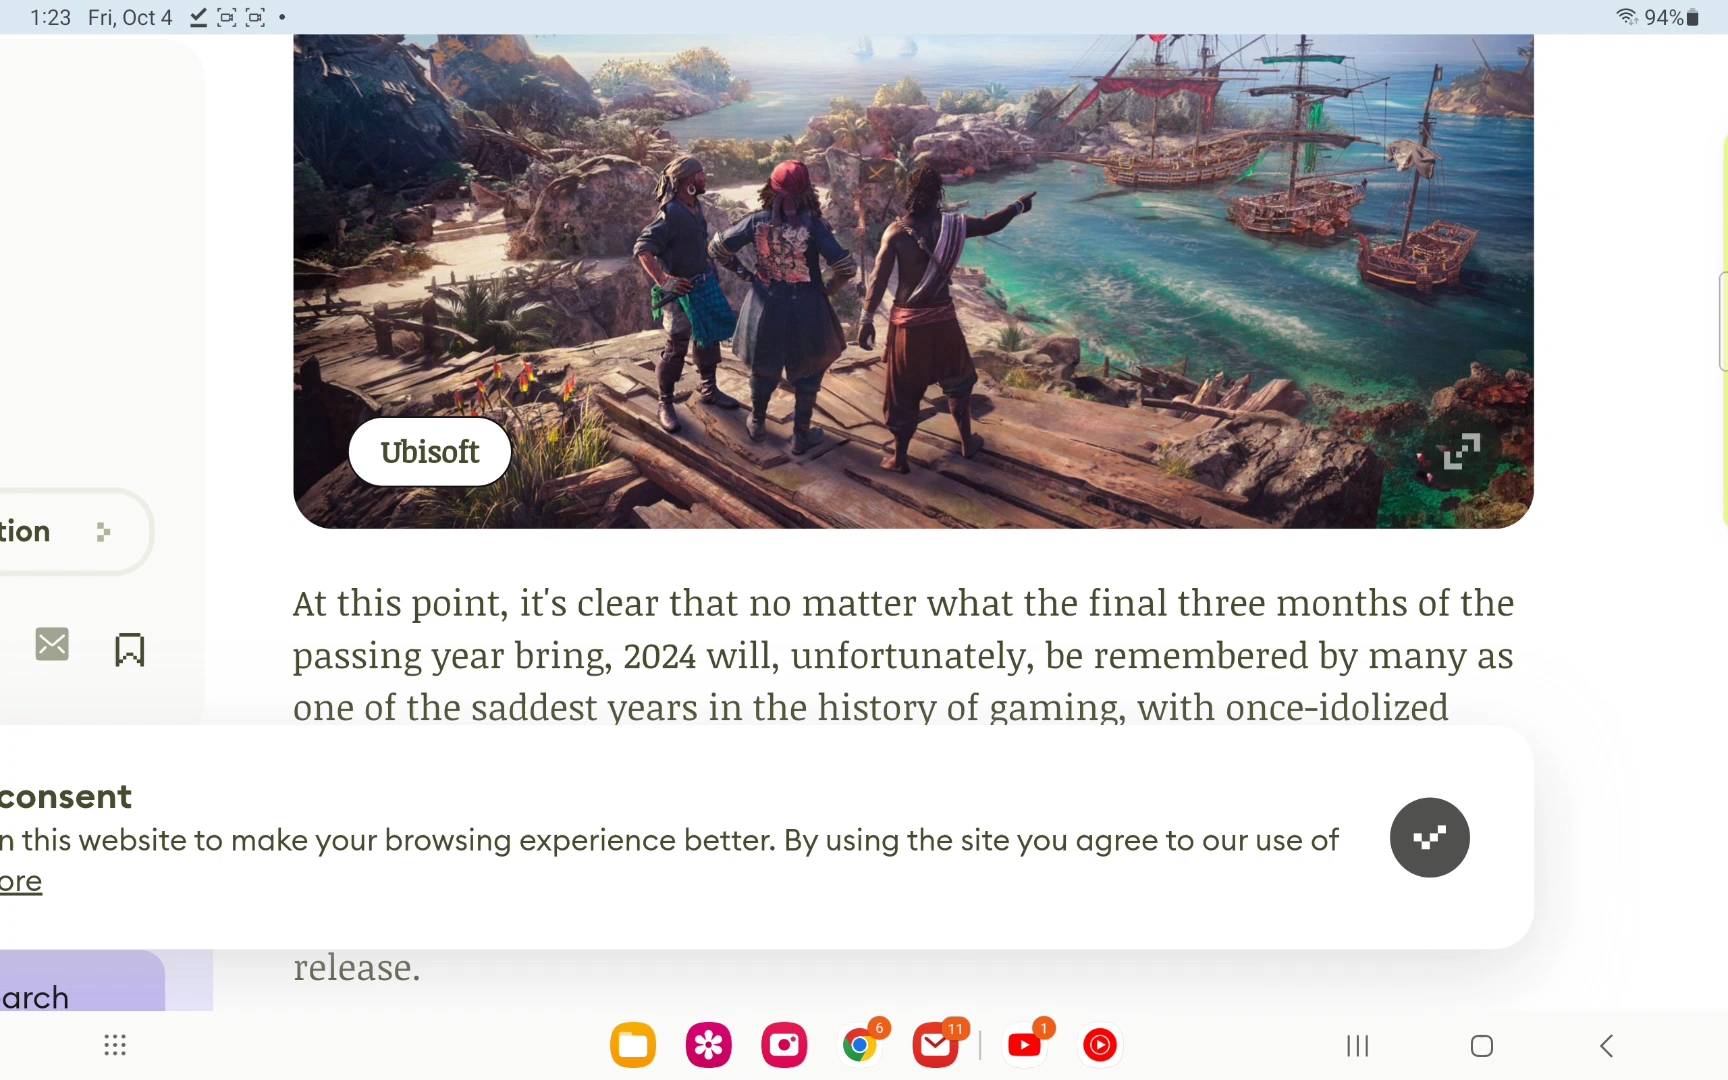 1:23 Fri, Oct 4
94%
Ubisoft
tion
At this point, it's clear that no matter what the final three months of the
passing year bring, 2024 will, unfortunately, be remembered by many as
one of the saddest years in the history of gaming, with once-idolized
consent
n this website to make your browsing experience better. By using the site you agree to our use of
ore
release.
arch
6
11
1